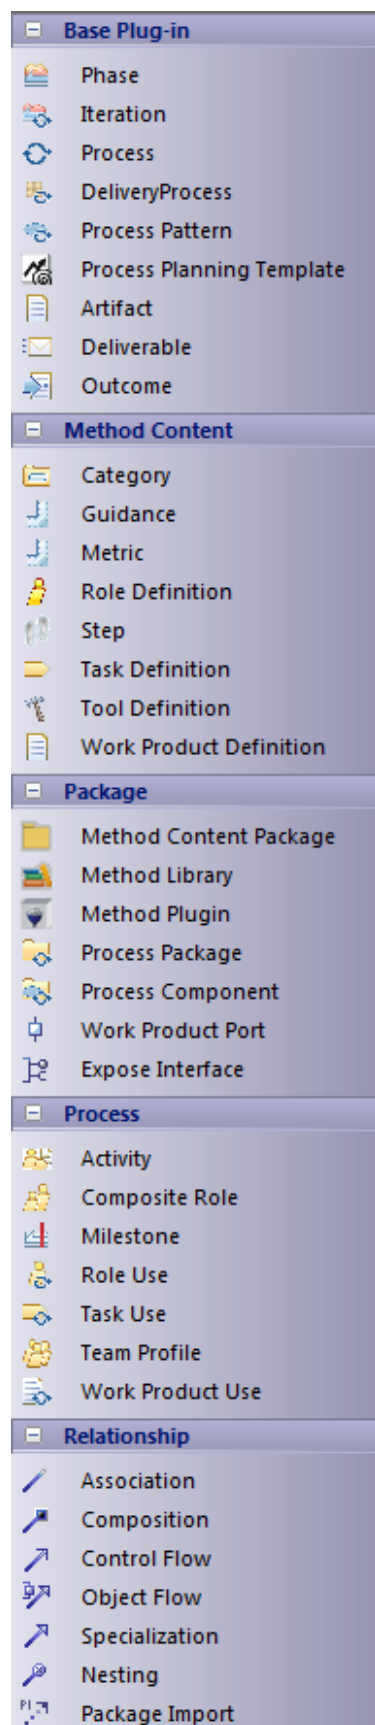 Base Plug-in
Phase
Iteration
Process
DeliveryProcess
Process Pattern
Process Planning Template
Artifact
Deliverable
Outcome
Method Content
Category
Guidance
Metric
Role Definition
Step
Task Definition
Tool Definition
Work Product Definition
Package
Method Content Package
Method Library
Method Plugin
Process Package
Process Component
Work Product Port
Expose Interface
Process
Activity
Composite Role
Milestone
Role Use
Task Use
Team Profile
Work Product Use
Relationship
Association
Composition
Control Flow
Object Flow
Specialization
Nesting
PI Package Import